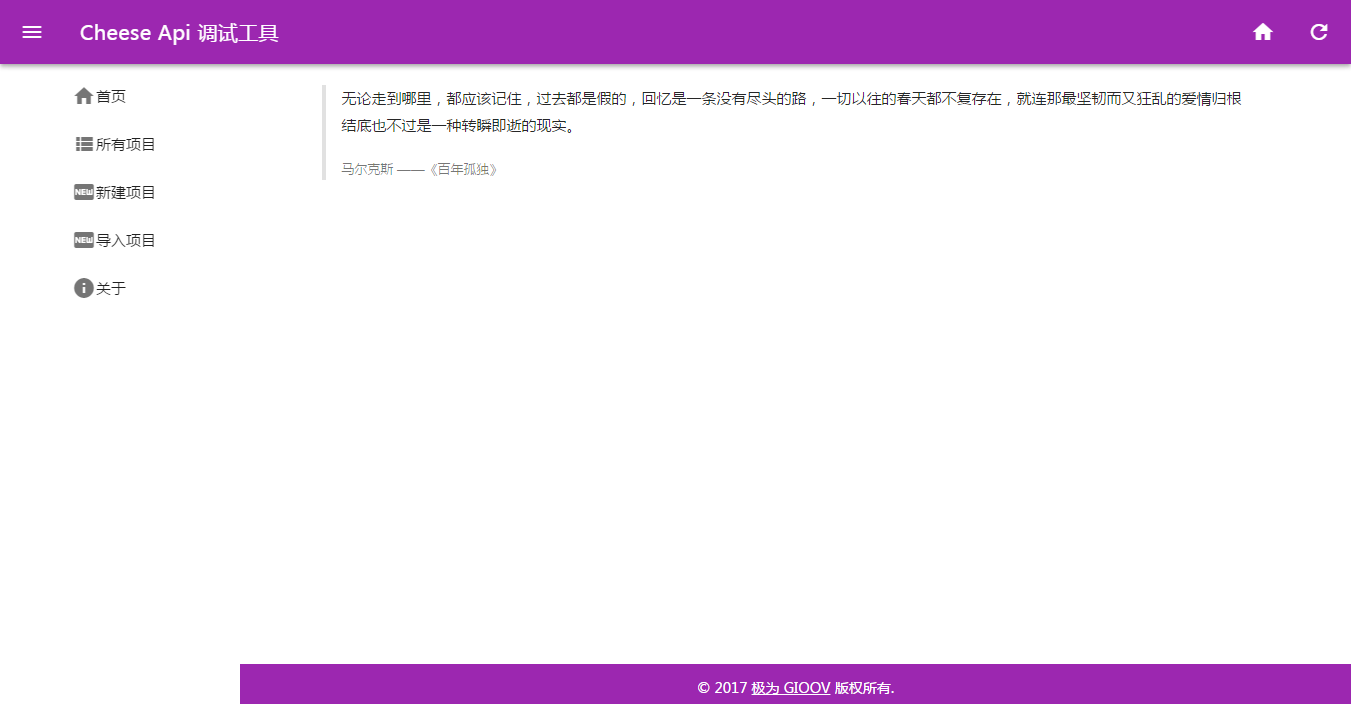 Cheese Api 调试工具
首页
所有项目
NEW 新建项目
NEW 导入项目
关于
无论走到哪里，都应该记住，过去都是假的，回忆是一条没有尽头的路，一切以往的春天都不复存在，就连那最坚韧而又狂乱的爱情归根
结底也不过是一种转瞬即逝的现实。
马尔克斯 ——《百年孤独》
© 2017 极为 GIOOV 版权所有.